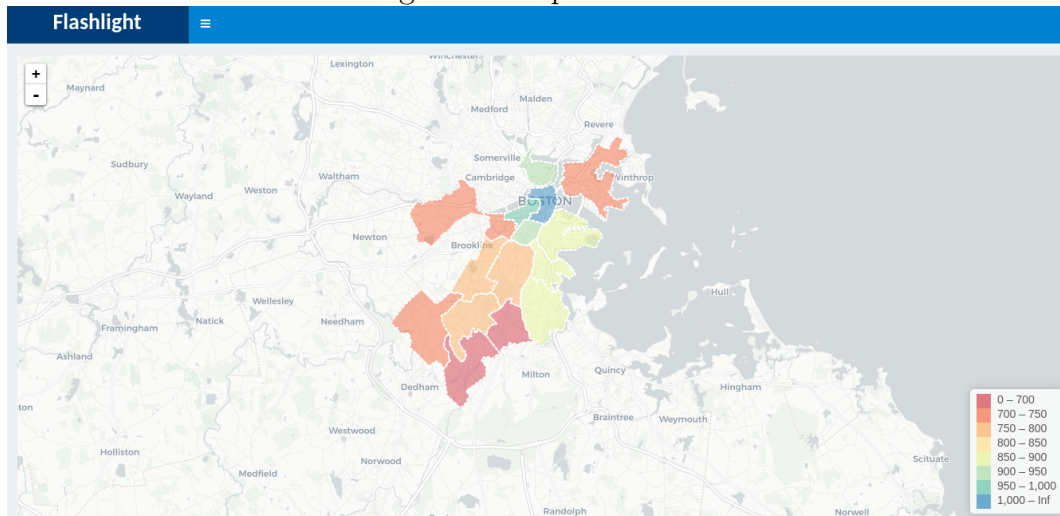 Flashlight
≡
+
-
Lexington
Winchester
Maynard
Malden
Medford
Revere
Sudbury
Somerville
Waltham
Cambridge
Winthrop
Weston
Wayland
BOSTON
Newton
Brookline
Wellesley
Hull
Natick
Needham
Framingham
Ashland
Quincy
Milton
Dedham
Hingham
ton
Braintree
Weymouth
Westwood
Holliston
Norwood
Scituate
Medfield
Randolph
Norwell
0 – 700
700 – 750
750 – 800
800 – 850
850 – 900
900 – 950
950 – 1,000
1,000 – Inf